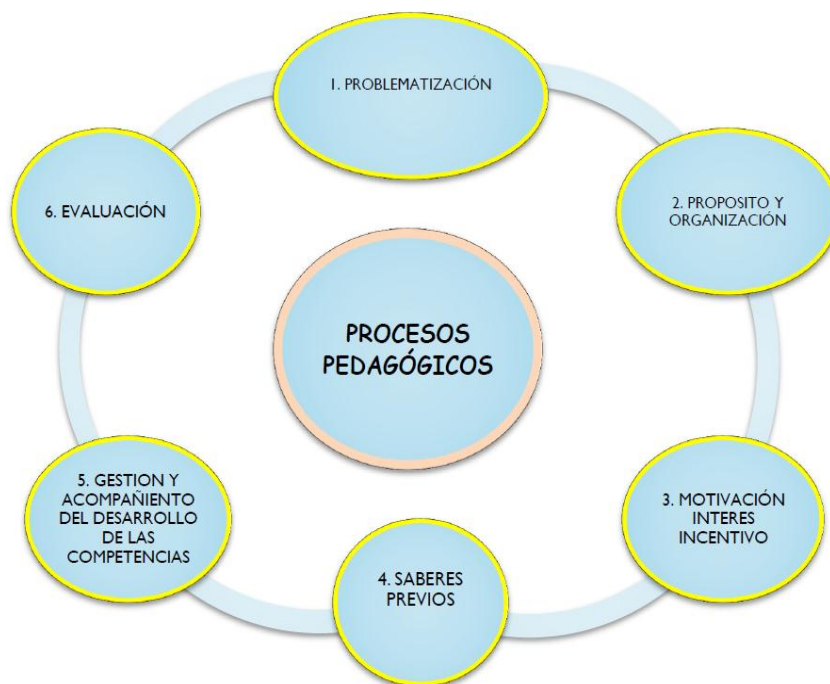 1. PROBLEMATIZACIÓN
2. PROPOSITO Y
ORGANIZACIÓN
3. MOTIVACIÓN
INTERES
INCENTIVO
4. SABERES
PREVIOS
5. GESTION Y
ACOMPAÑIENTO
DEL DESARROLLO
DE LAS
COMPETENCIAS
6. EVALUACIÓN
PROCESOS
PEDAGÓGICOS